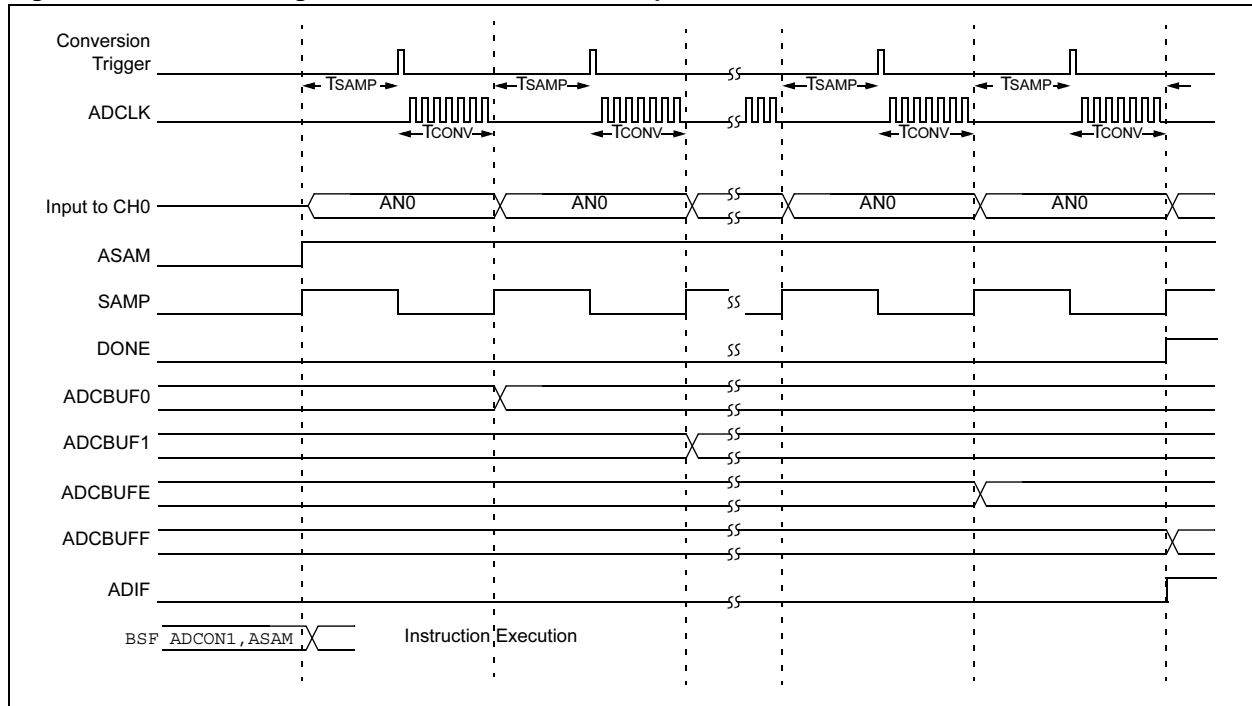 Conversion
Trigger
TSAMP TSAMP TSAMP TSAMP
ADCLK
TCONV TCONV TCONV TCONV
Input to CH0 AN0 AN0 AN0 AN0
ASAM
SAMP
DONE
ADCBUF0
ADCBUF1
ADCBUFE
ADCBUFF
ADIF
BSF ADCON1,ASAM Instruction Execution